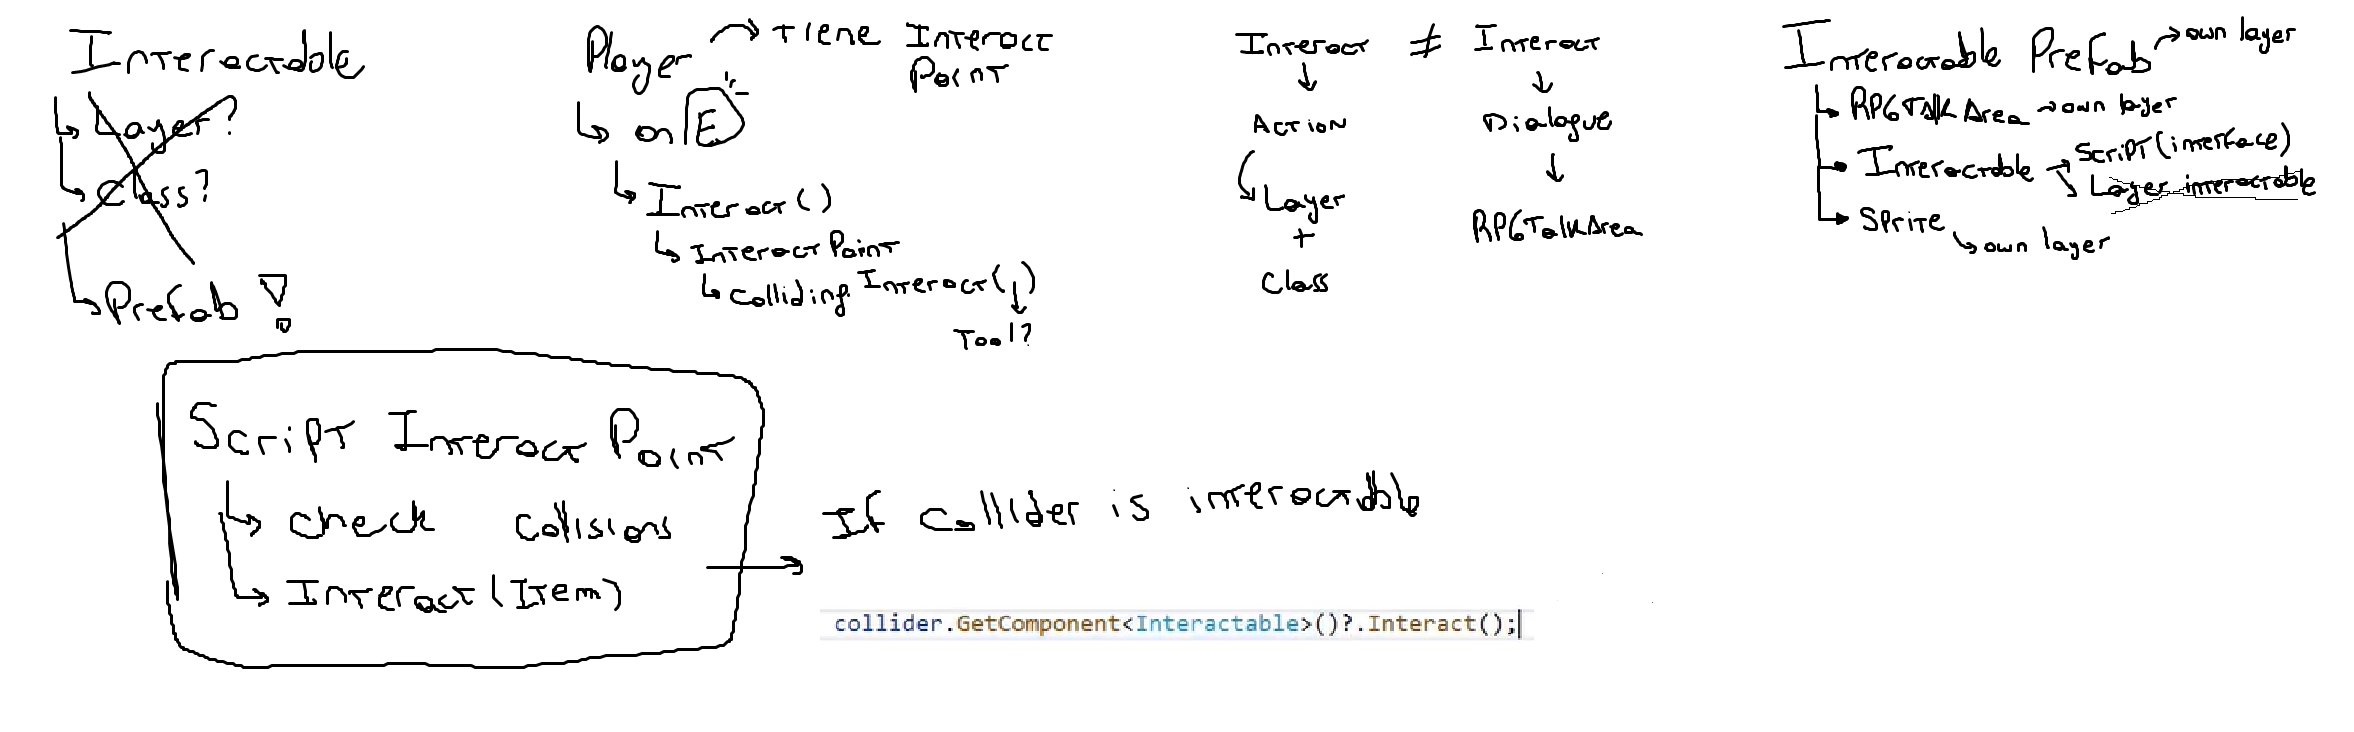 Interactable
Layer?
Class?
Prefab !
Player → tiene Interact
Point
on E
Interact()
Interact Point
Colliding Interact()
Tool?
Interact ≠ Interact
Action
Layer
+
Class
Dialogue
RPGTalkArea
Interactable Prefab → own layer
RPGTalkArea → own layer
Interactable → Script(interface)
Layer interactable
Sprite
own layer
Script Interact Point
check collisions
Interact(Item)
If Collider is interactable
collider.GetComponent<Interactable>()?.Interact();